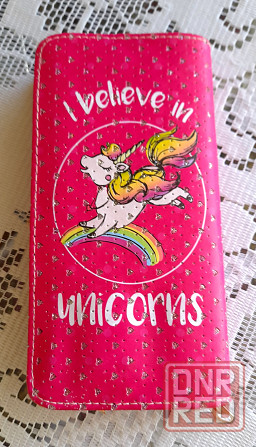 I believe in
unicorns
DNR
RED